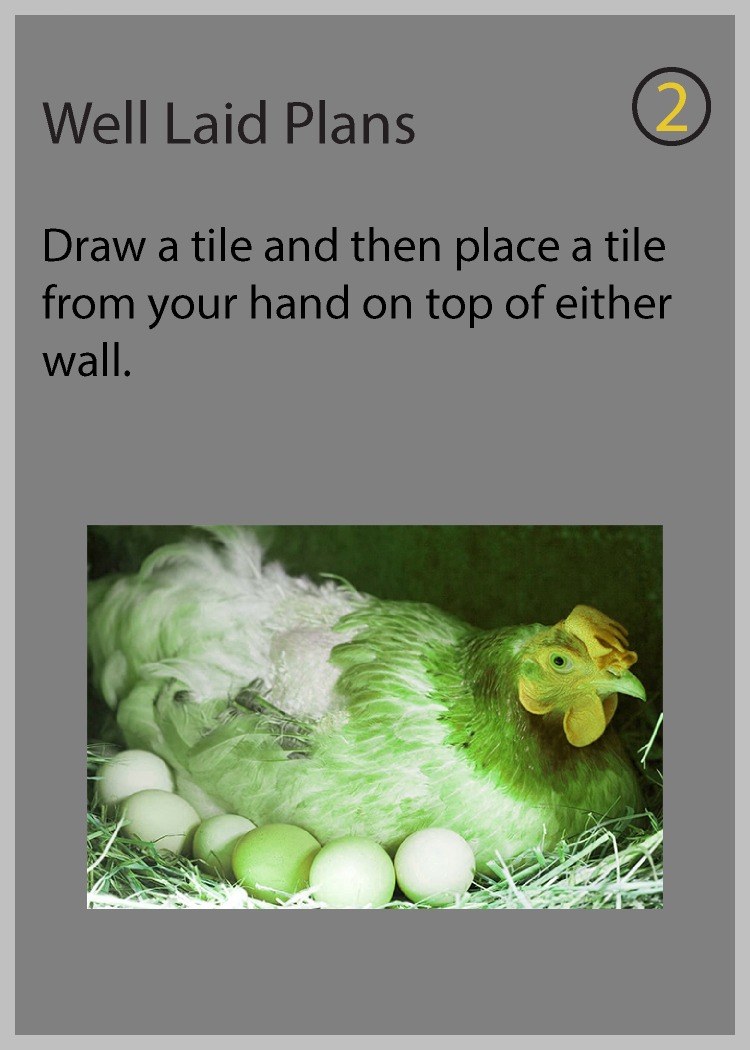 Well Laid Plans
2
Draw a tile and then place a tile
from your hand on top of either
wall.